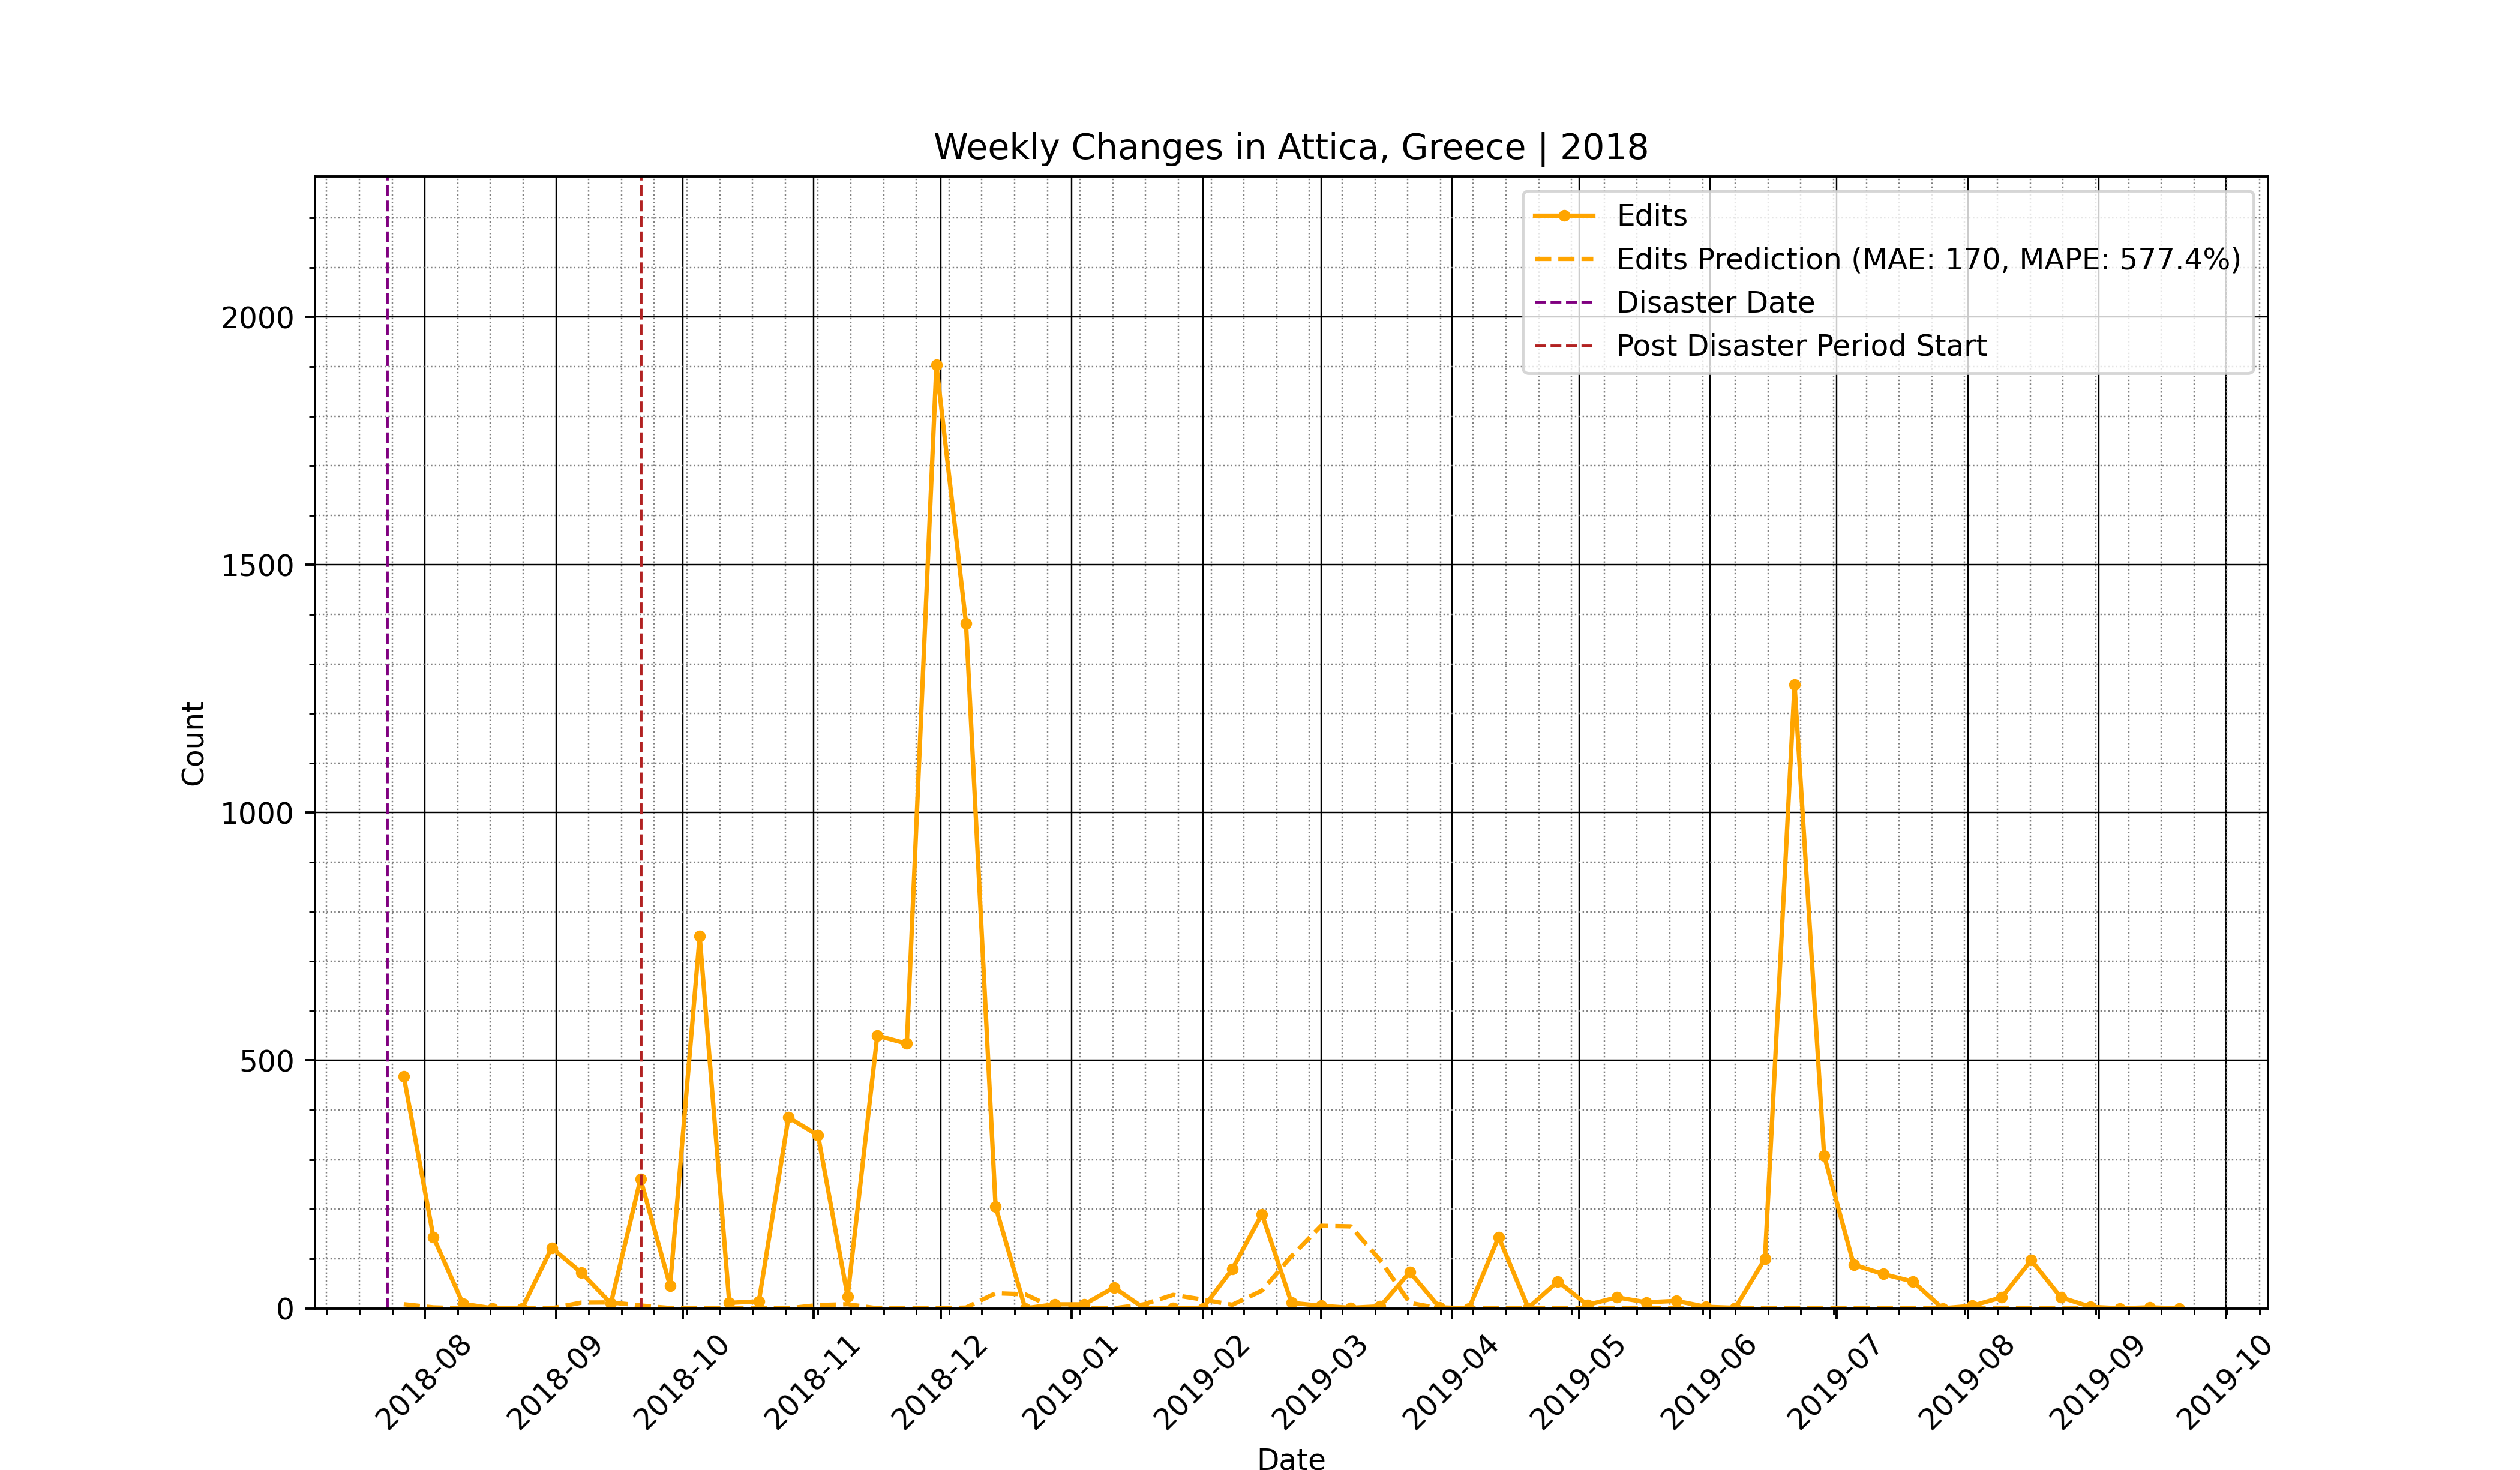 Weekly Changes in Attica, Greece | 2018
Edits
Edits Prediction (MAE: 170, MAPE: 577.4%)
Disaster Date
Post Disaster Period Start
Count
2000
1500
1000
500
0
2018-08
2018-09
2018-10
2018-11
2018-12
2019-01
2019-02
2019-03
2019-04
2019-05
2019-06
2019-07
2019-08
2019-09
2019-10
Date